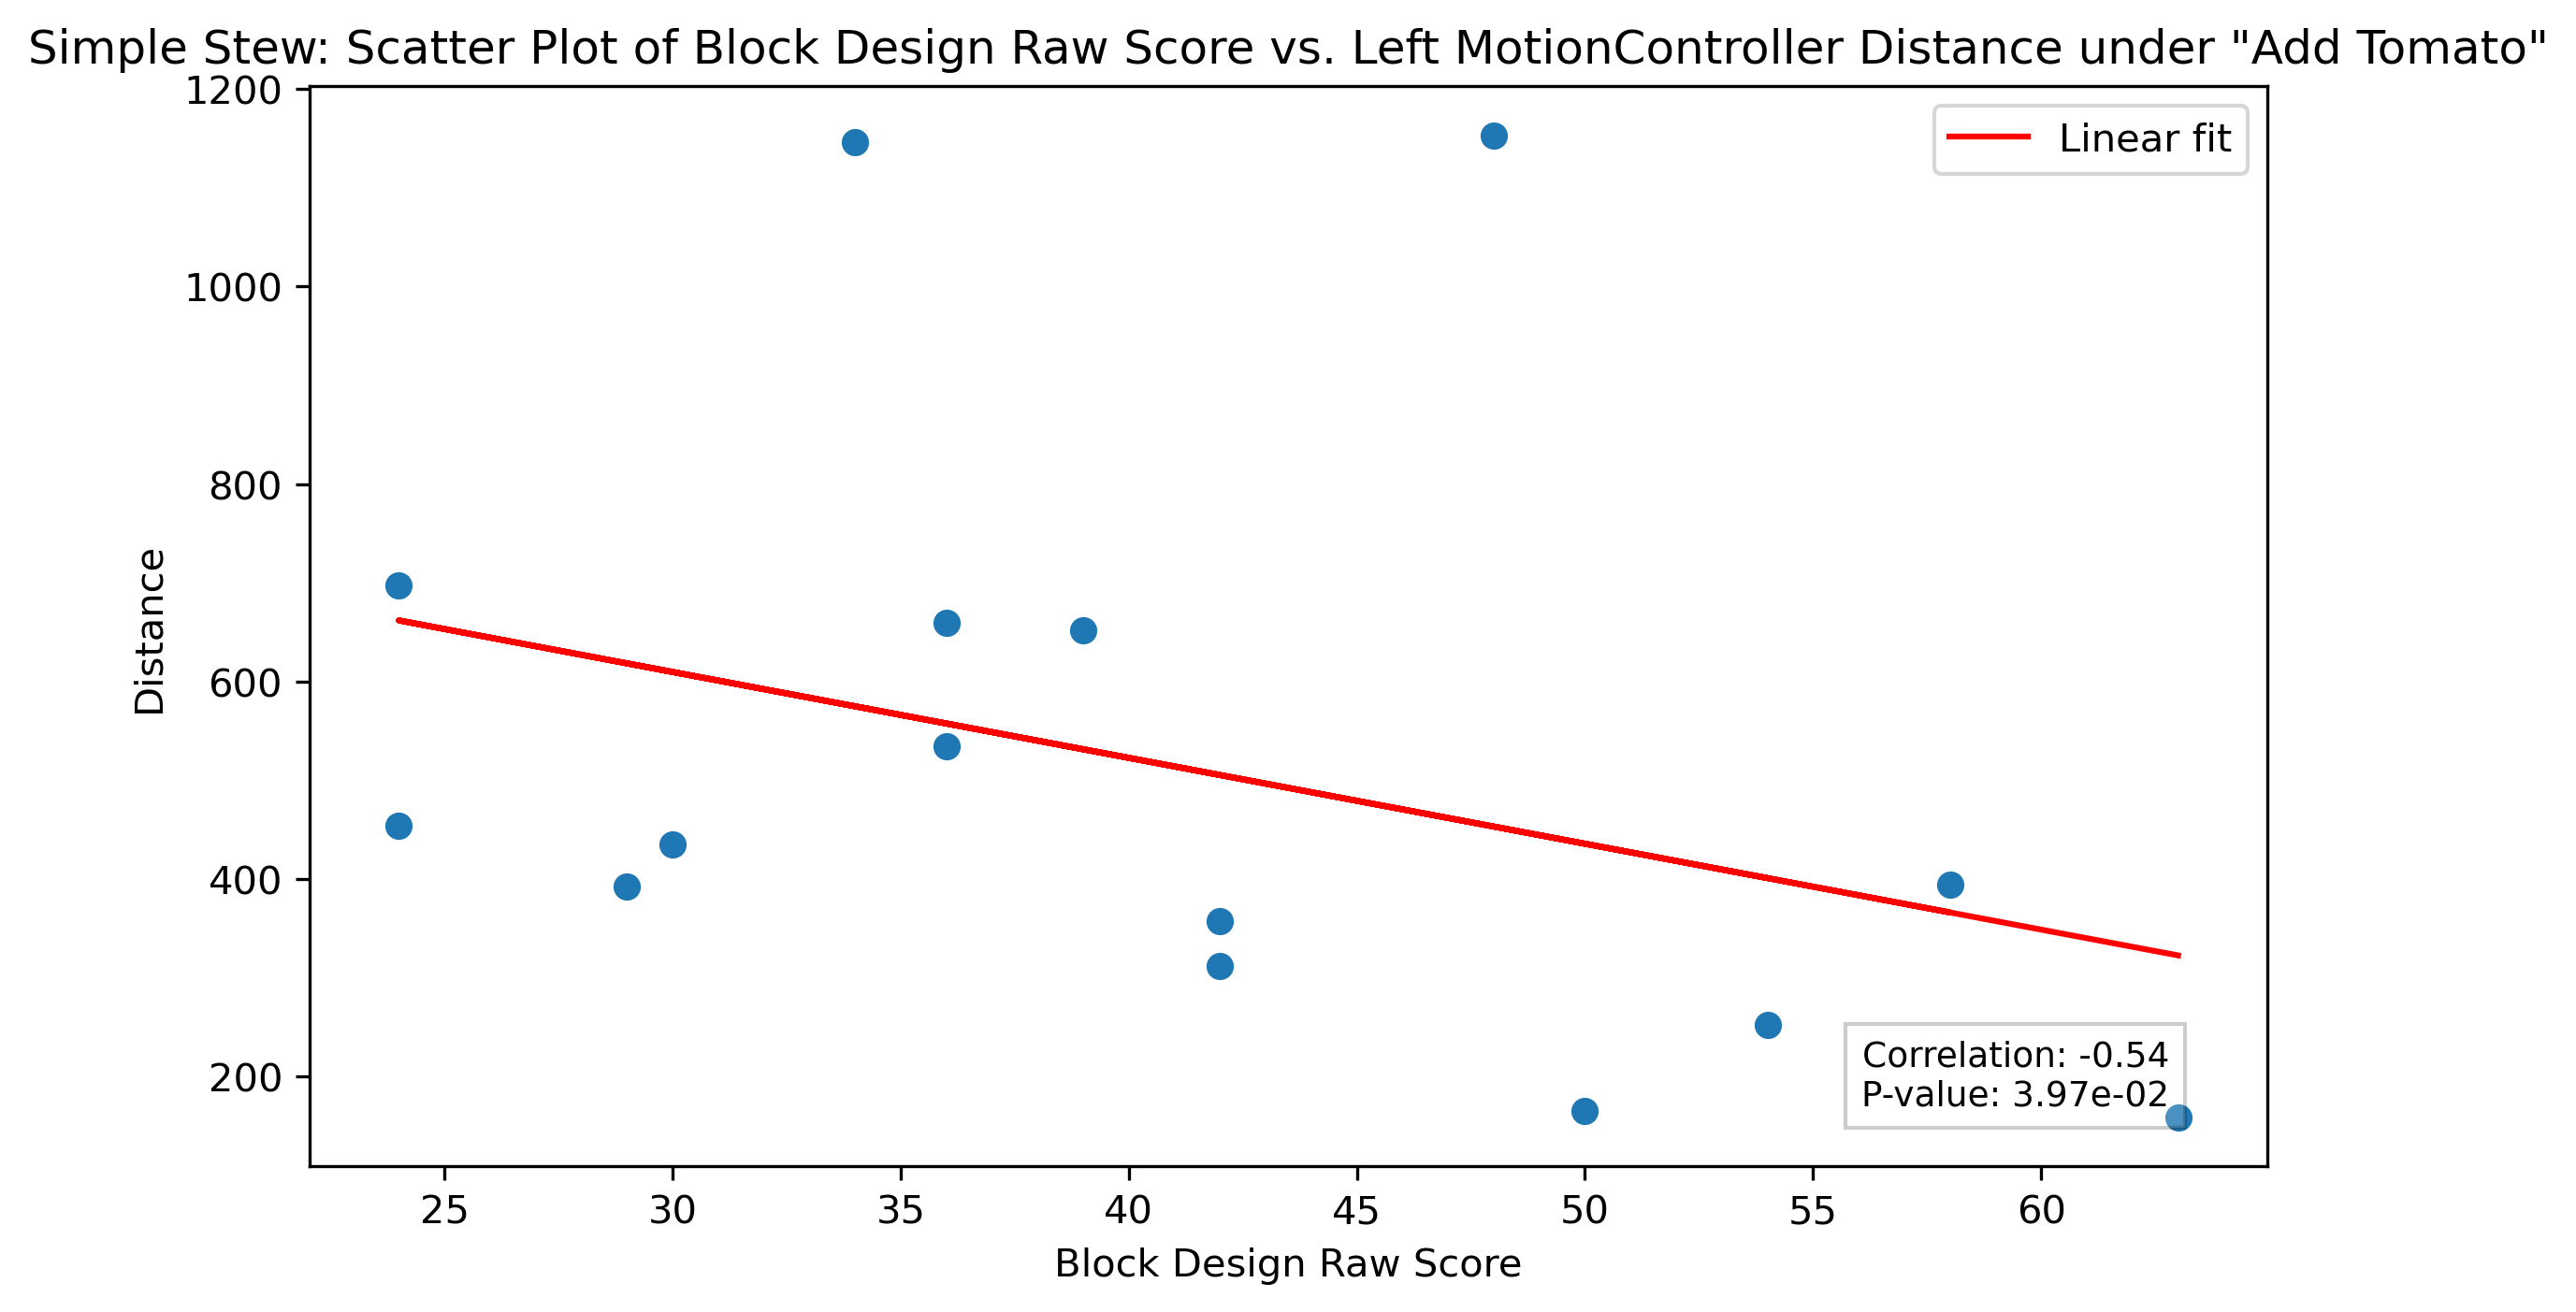 Simple Stew: Scatter Plot of Block Design Raw Score vs. Left MotionController Distance under "Add Tomato"
Linear fit
1200
1000
800
600
400
200
Distance
Correlation: -0.54
P-value: 3.97e-02
25 30 35 40 45 50 55 60
Block Design Raw Score